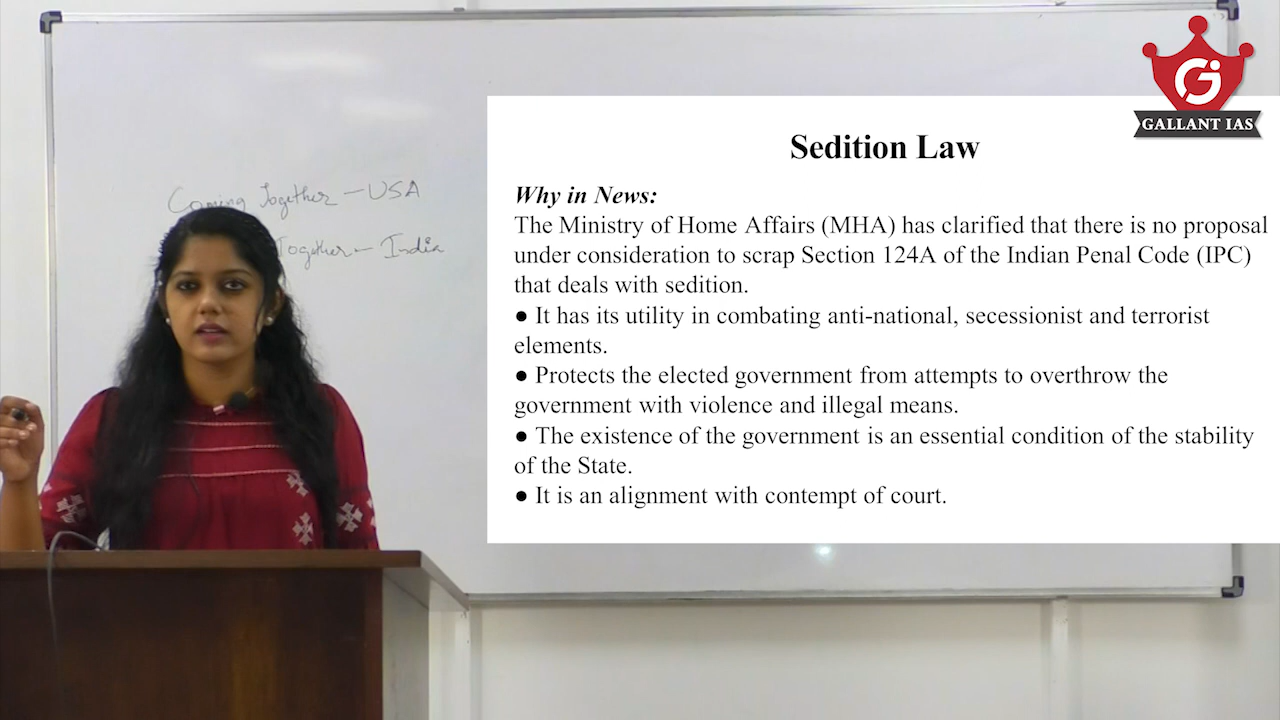 GALLANT IAS
Coming Together - USA
Together - India
Sedition Law
Why in News:
The Ministry of Home Affairs (MHA) has clarified that there is no proposal
under consideration to scrap Section 124A of the Indian Penal Code (IPC)
that deals with sedition.
● It has its utility in combating anti-national, secessionist and terrorist
elements.
● Protects the elected government from attempts to overthrow the
government with violence and illegal means.
● The existence of the government is an essential condition of the stability
of the State.
● It is an alignment with contempt of court.